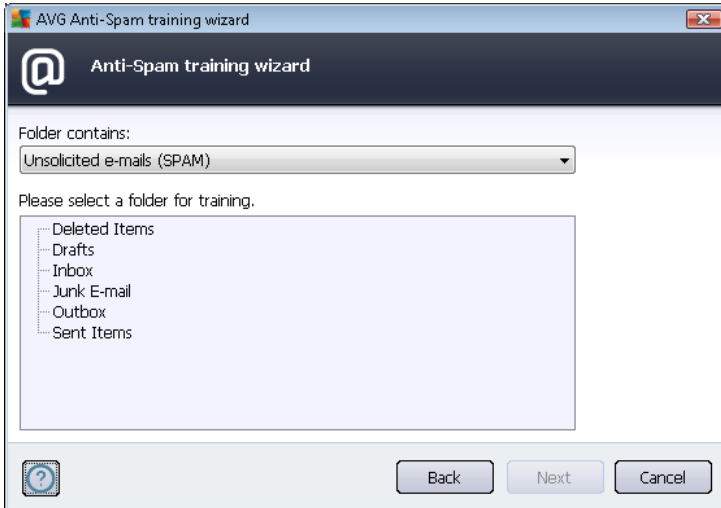 AVG Anti-Spam training wizard
Anti-Spam training wizard
Folder contains:
Unsolicited e-mails (SPAM)
Please select a folder for training.
Deleted Items
Drafts
Inbox
Junk E-mail
Outbox
Sent Items
? Back Next Cancel